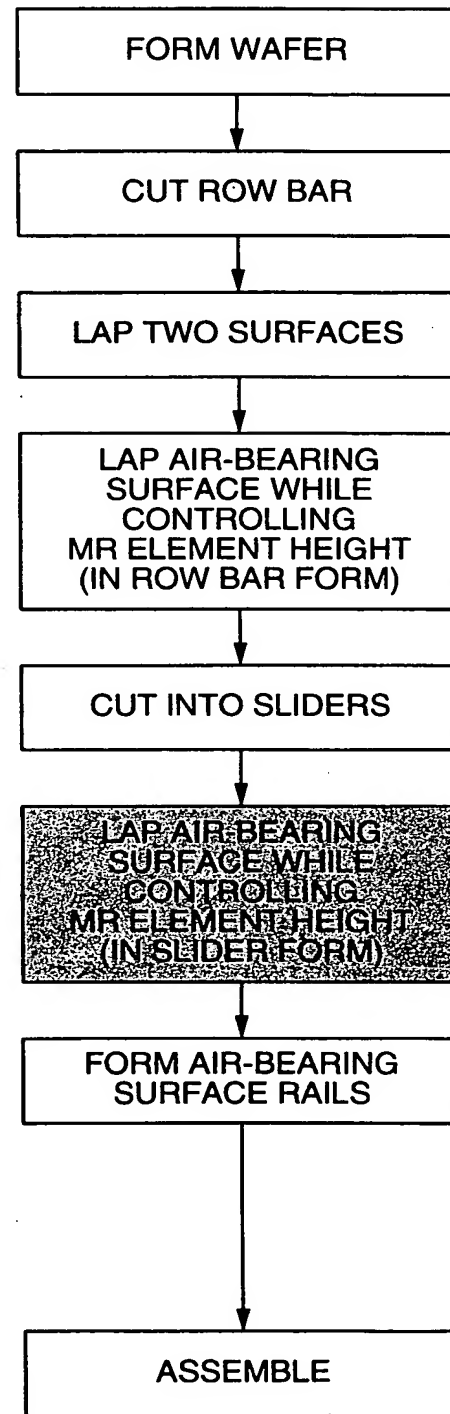 FORM WAFER
CUT ROW BAR
LAP TWO SURFACES
LAP AIR-BEARING
SURFACE WHILE
CONTROLLING
MR ELEMENT HEIGHT
(IN ROW BAR FORM)
CUT INTO SLIDERS
LAP AIR-BEARING
SURFACE WHILE
CONTROLLING
MR ELEMENT HEIGHT
(IN SLIDER FORM)
FORM AIR-BEARING
SURFACE RAILS
ASSEMBLE